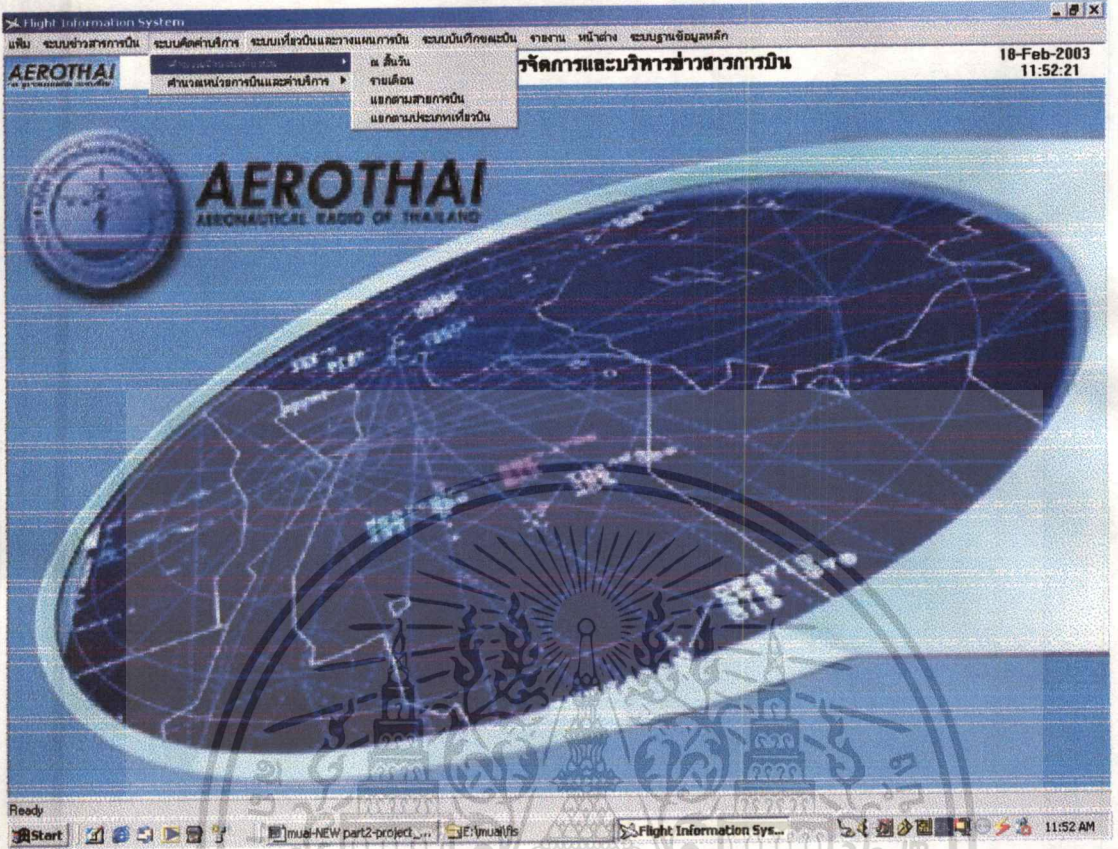 Flight Information System
แฟ้ม ระบบข่าวสารการบิน ระบบคิดค่าบริการ ระบบเที่ยวบินและวางแผนการบิน ระบบบันทึกขณะบิน รายงาน หน้าต่าง ระบบฐานข้อมูลหลัก
AEROTHAI
รจัดการและบริหารข่าวสารการบิน
18-Feb-2003
11:52:21
คำนวณหน่วยการบินและค่าบริการ
ณ สิ้นวัน
รายเดือน
แยกตามสายการบิน
แยกตามประเภทเที่ยวบิน
AEROTHAI
AERONAUTICAL RADIO OF THAILAND
Ready
Start muai-NEW part2-project_... E:\muai\fis Flight Information Sys... 11:52 AM